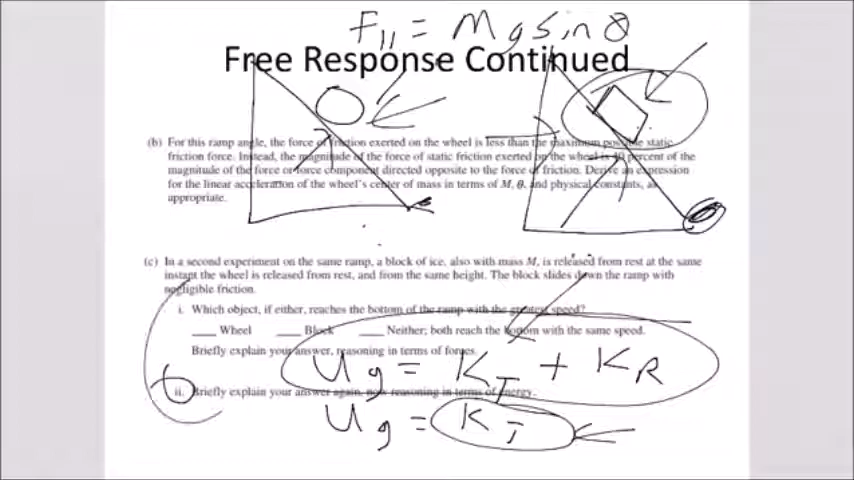 F|| = Mg sin θ
Free Response Continued
(b) For this ramp angle, the force of friction exerted on the wheel is less than the maximum possible static
friction force. Instead, the magnitude of the force of static friction exerted on the wheel is 40 percent of the
magnitude of the force or force component directed opposite to the force of friction. Derive an expression
for the linear acceleration of the wheel's center of mass in terms of M, θ, and physical constants, as
appropriate.
(c) In a second experiment on the same ramp, a block of ice, also with mass M, is released from rest at the same
instant the wheel is released from rest, and from the same height. The block slides down the ramp with
negligible friction.
i. Which object, if either, reaches the bottom of the ramp with the greatest speed?
____ Wheel ____ Block ____ Neither; both reach the bottom with the same speed.
Briefly explain your answer, reasoning in terms of forces.
Ug = KT + KR
ii. Briefly explain your answer again, now reasoning in terms of energy.
Ug = KT